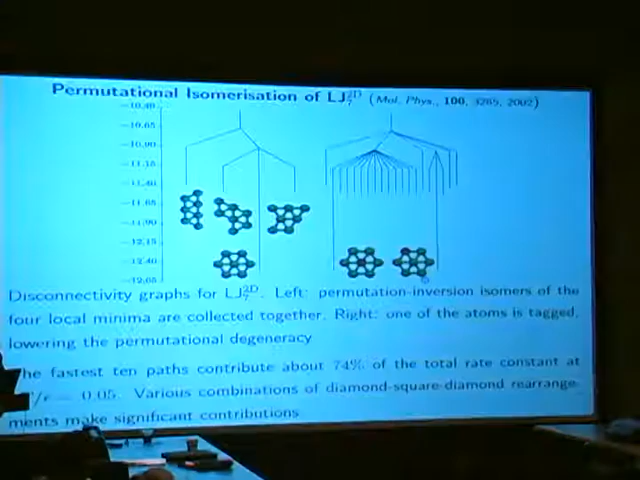 Permutational Isomerisation of LJ₇²ᴰ (Mol. Phys., 100, 3285, 2002)
−10.40
−10.65
−10.90
−11.15
−11.40
−11.65
−11.90
−12.15
−12.40
−12.65
Disconnectivity graphs for LJ₇²ᴰ. Left: permutation-inversion isomers of the
four local minima are collected together. Right: one of the atoms is tagged,
lowering the permutational degeneracy
he fastest ten paths contribute about 74% of the total rate constant at
/ϵ = 0.05. Various combinations of diamond-square-diamond rearrange-
ments make significant contributions